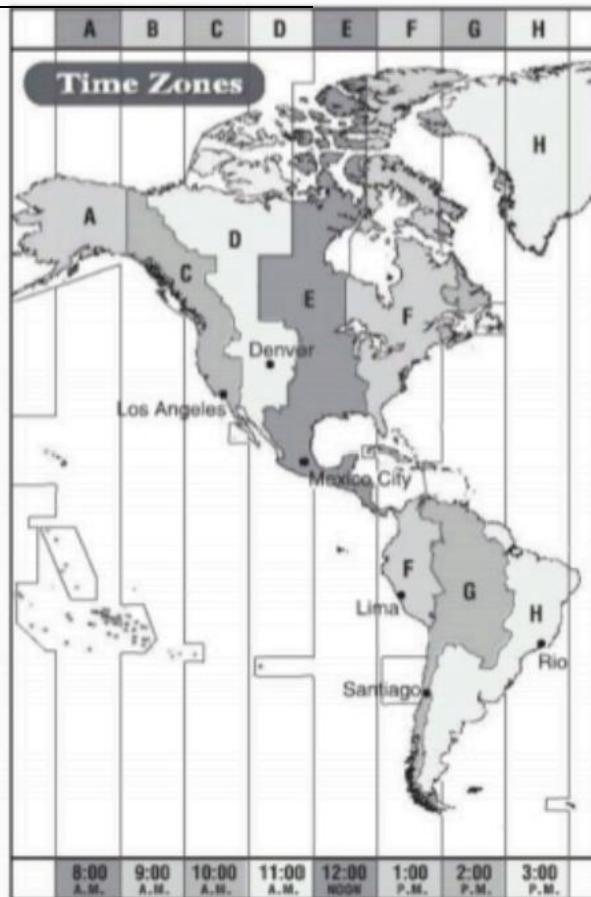 A B C D E F G H
Time Zones
H
A
D
C
E
F
Denver
Los Angeles
Mexico City
F
G
H
Lima
Rio
Santiago
8:00 9:00 10:00 11:00 12:00 1:00 2:00 3:00
A.M. A.M. A.M. A.M. NOON P.M. P.M. P.M.